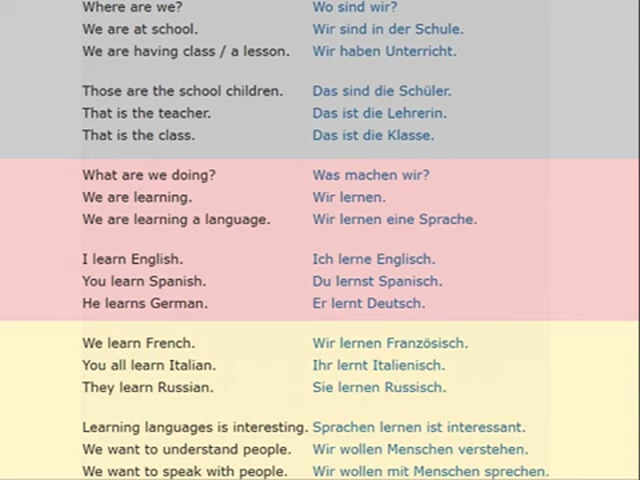 Where are we? Wo sind wir?
We are at school. Wir sind in der Schule.
We are having class / a lesson. Wir haben Unterricht.
Those are the school children. Das sind die Schüler.
That is the teacher. Das ist die Lehrerin.
That is the class. Das ist die Klasse.
What are we doing? Was machen wir?
We are learning. Wir lernen.
We are learning a language. Wir lernen eine Sprache.
I learn English. Ich lerne Englisch.
You learn Spanish. Du lernst Spanisch.
He learns German. Er lernt Deutsch.
We learn French. Wir lernen Französisch.
You all learn Italian. Ihr lernt Italienisch.
They learn Russian. Sie lernen Russisch.
Learning languages is interesting. Sprachen lernen ist interessant.
We want to understand people. Wir wollen Menschen verstehen.
We want to speak with people. Wir wollen mit Menschen sprechen.